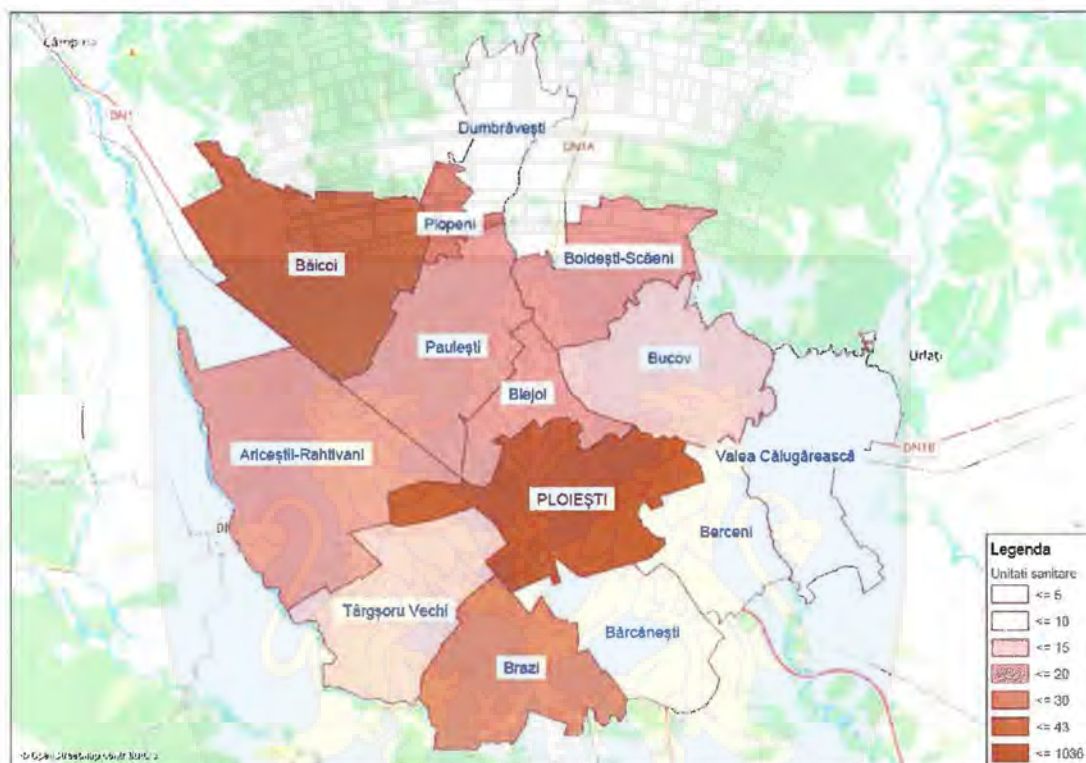 DN1
Dumbrăvești
DN1A
Plopeni
Băicoi
Boldești-Scăeni
Paulești
Bucov
Urlați
Blejoi
Ariceștii-Rahtivani
Valea Călugărească
DN1B
PLOIEȘTI
Berceni
Târgșoru Vechi
Bărcănești
Brazi
Legenda
Unitati sanitare
<= 5
<= 10
<= 15
<= 20
<= 30
<= 43
<= 1036